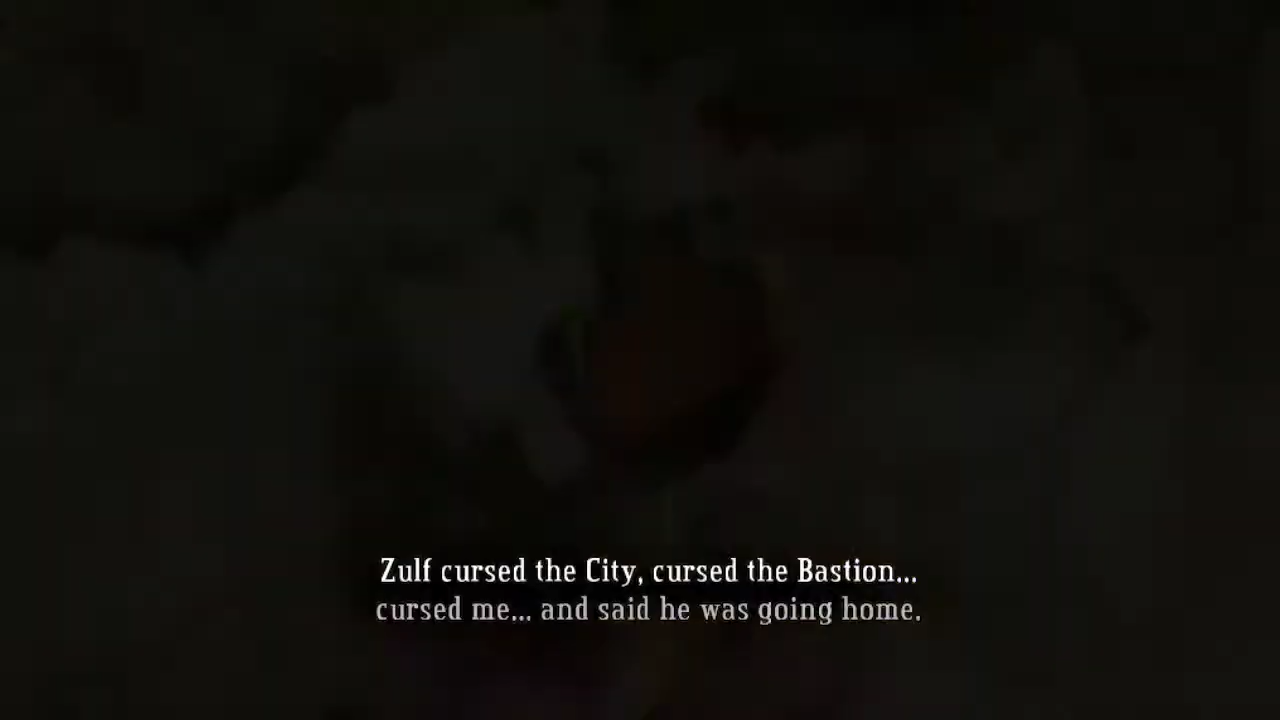 Zulf cursed the City, cursed the Bastion...
cursed me... and said he was going home.